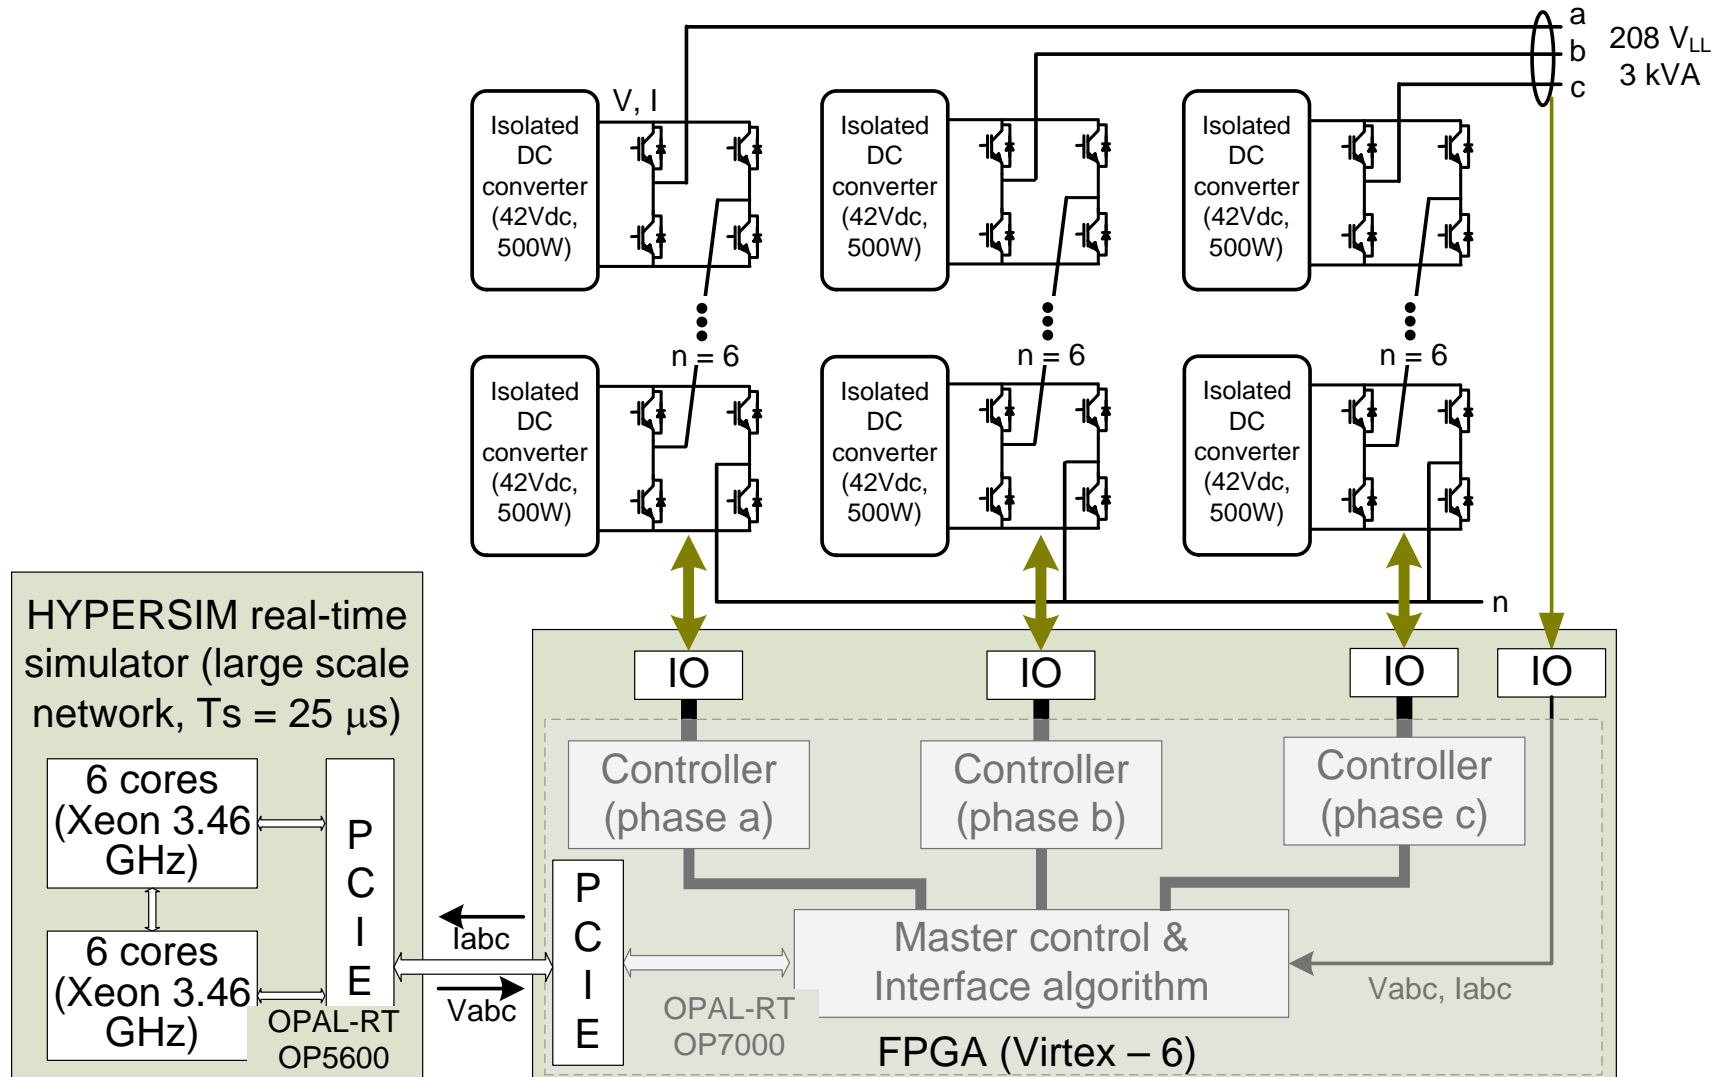 a
b
c
208 VLL
3 kVA
V, I
Isolated
DC
converter
(42Vdc,
500W)
Isolated
DC
converter
(42Vdc,
500W)
Isolated
DC
converter
(42Vdc,
500W)
n = 6
n = 6
n = 6
Isolated
DC
converter
(42Vdc,
500W)
Isolated
DC
converter
(42Vdc,
500W)
Isolated
DC
converter
(42Vdc,
500W)
n
HYPERSIM real-time
simulator (large scale
network, Ts = 25 μs)
6 cores
(Xeon 3.46
GHz)
6 cores
(Xeon 3.46
GHz)
P
C
I
E
OPAL-RT
OP5600
Iabc
Vabc
IO
IO
IO
IO
Controller
(phase a)
Controller
(phase b)
Controller
(phase c)
P
C
I
E
Master control &
Interface algorithm
Vabc, Iabc
OPAL-RT
OP7000
FPGA (Virtex – 6)